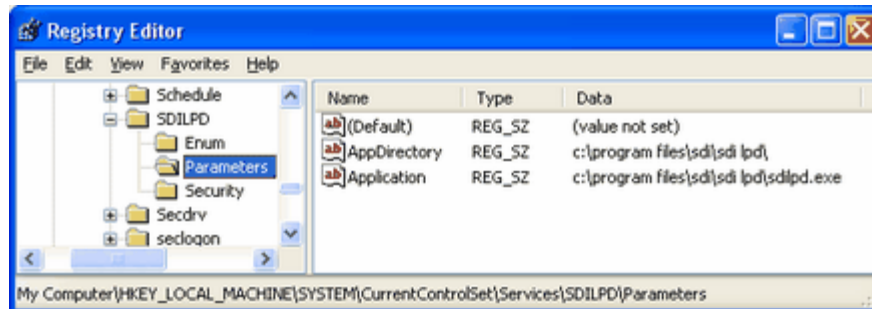 Registry Editor
File Edit View Favorites Help
Schedule
SDILPD
Enum
Parameters
Security
Secdrv
seclogon
Name Type Data
(Default) REG_SZ (value not set)
AppDirectory REG_SZ c:\program files\sdi\sdi lpd\
Application REG_SZ c:\program files\sdi\sdi lpd\sdilpd.exe
My Computer\HKEY_LOCAL_MACHINE\SYSTEM\CurrentControlSet\Services\SDILPD\Parameters